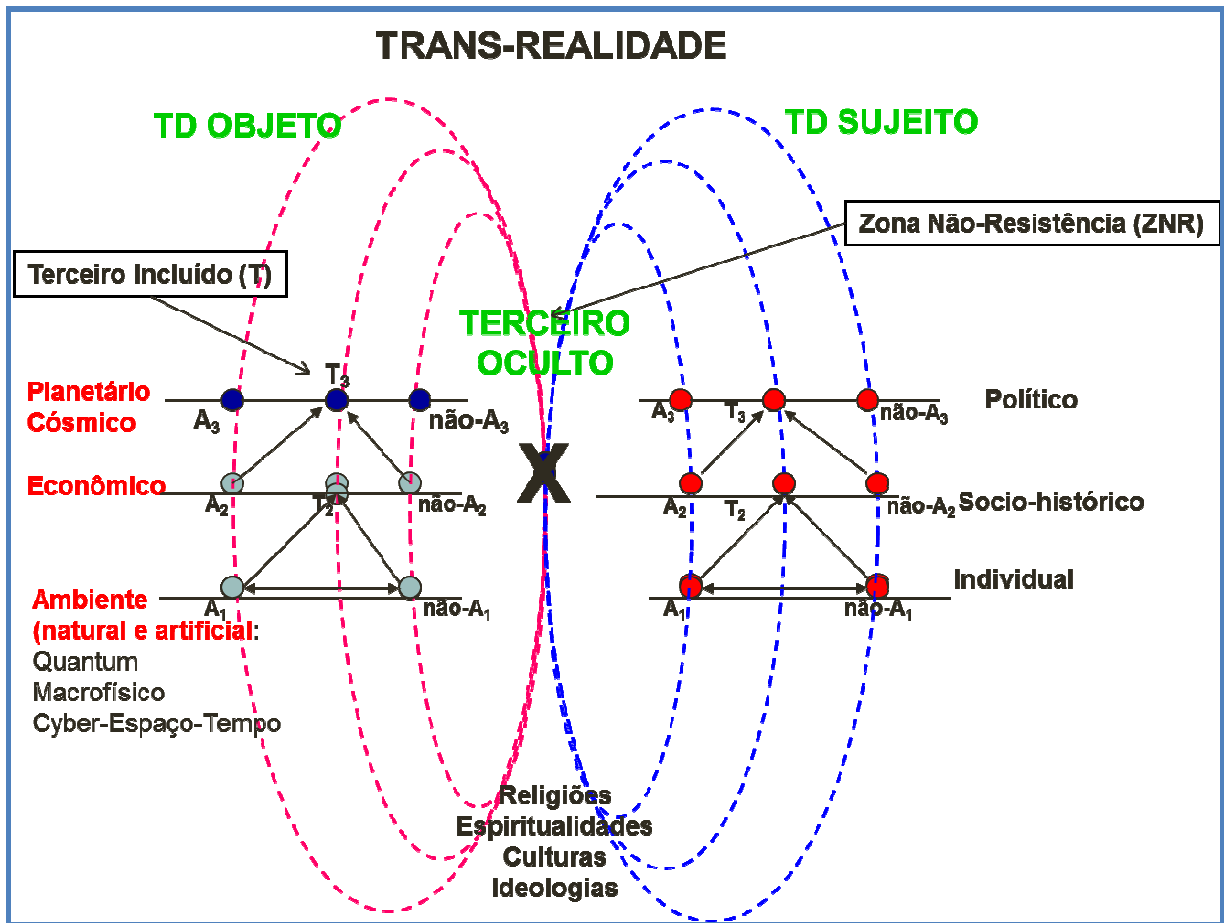 TRANS-REALIDADE
TD OBJETO
TD SUJEITO
Zona Não-Resistência (ZNR)
Terceiro Incluído (T)
TERCEIRO
OCULTO
T3
Planetário
Cósmico
A3
não-A3
A3
T3
não-A3
Político
X
Econômico
A2
T2
não-A2
A2
T2
não-A2
Socio-histórico
Individual
Ambiente
(natural e artificial:
Quantum
Macrofísico
Cyber-Espaço-Tempo
A1
não-A1
A1
não-A1
Religiões
Espiritualidades
Culturas
Ideologias